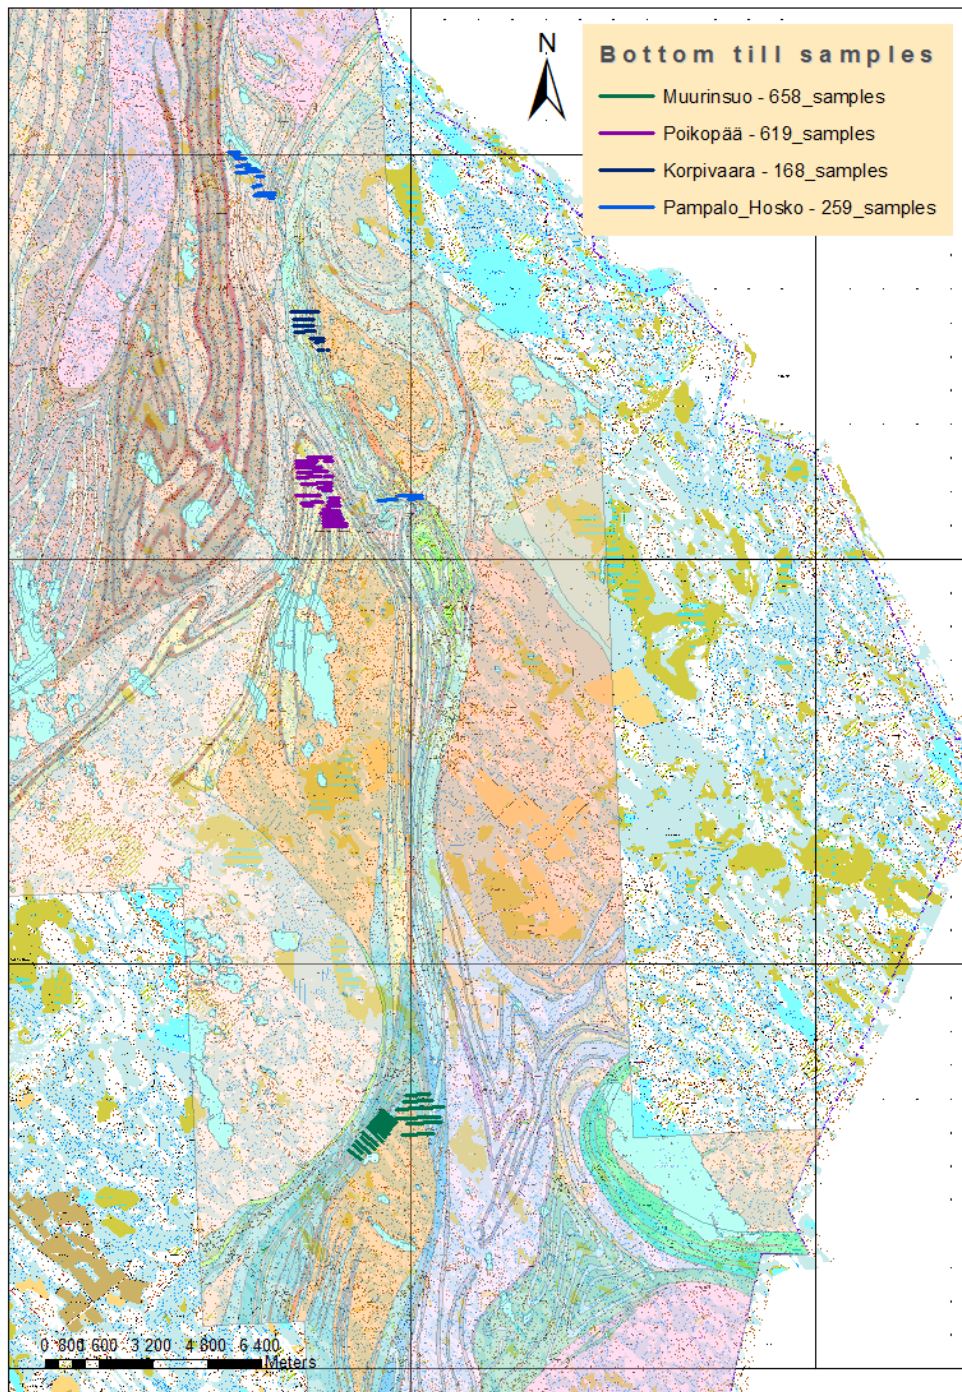 N
Bottom till samples
Muurinsuo - 658_samples
Poikopää - 619_samples
Korpivaara - 168_samples
Pampalo_Hosko - 259_samples
0 800 1 600 3 200 4 800 6 400
Meters